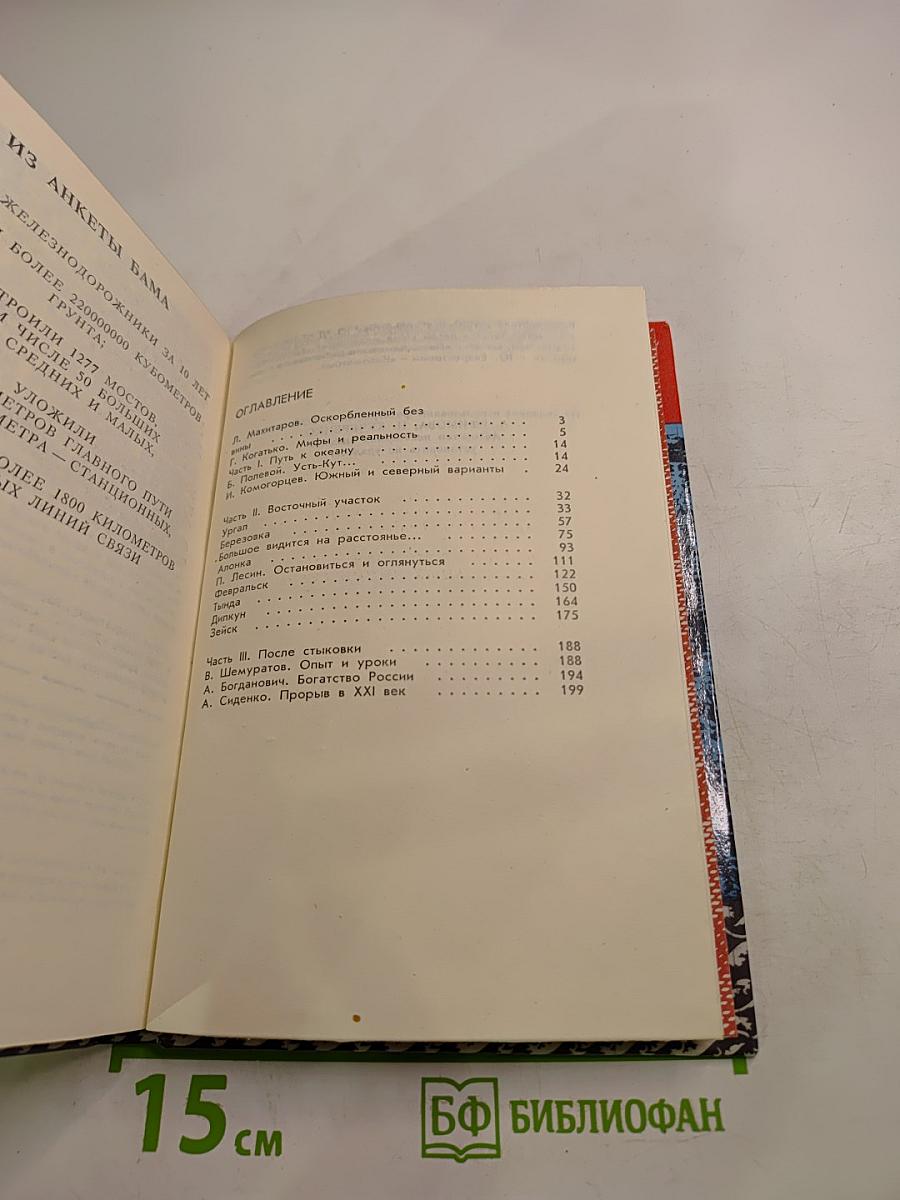 ИЗ АНКЕТЫ БАМА
ЖЕЛЕЗНОДОРОЖНИКИ ЗА 10 ЛЕТ
БОЛЕЕ 220000000 КУБОМЕТРОВ
ГРУНТА;
ТРОИЛИ 1277 МОСТОВ,
М ЧИСЛЕ 50 БОЛЬШИХ
СРЕДНИХ И МАЛЫХ,
УЛОЖИЛИ
МЕТРОВ ГЛАВНОГО ПУТИ
МЕТРА — СТАНЦИОННЫХ,
ОЛЕЕ 1800 КИЛОМЕТРОВ
ЫХ ЛИНИЙ СВЯЗИ
ОГЛАВЛЕНИЕ
Л. Махитаров. Оскорбленный без
вины . . . 3
Г. Когатько. Мифы и реальность . . . 5
Часть I. Путь к океану . . . 14
Б. Полевой. Усть-Кут... . . . 14
И. Комогорцев. Южный и северный варианты . 24
Часть II. Восточный участок . . . 32
Ургал . . . 33
Березовка . . . 57
«Большое видится на расстоянье... . . . 75
Алонка . . . 93
П. Лесин. Остановиться и оглянуться . . . 111
Февральск . . . 122
Тында . . . 150
Дипкун . . . 164
Зейск . . . 175
Часть III. После стыковки . . . 188
В. Шемуратов. Опыт и уроки . . . 188
А. Богданович. Богатство России . . . 194
А. Сиденко. Прорыв в XXI век . . . 199
15 см
БФ БИБЛИОФАН